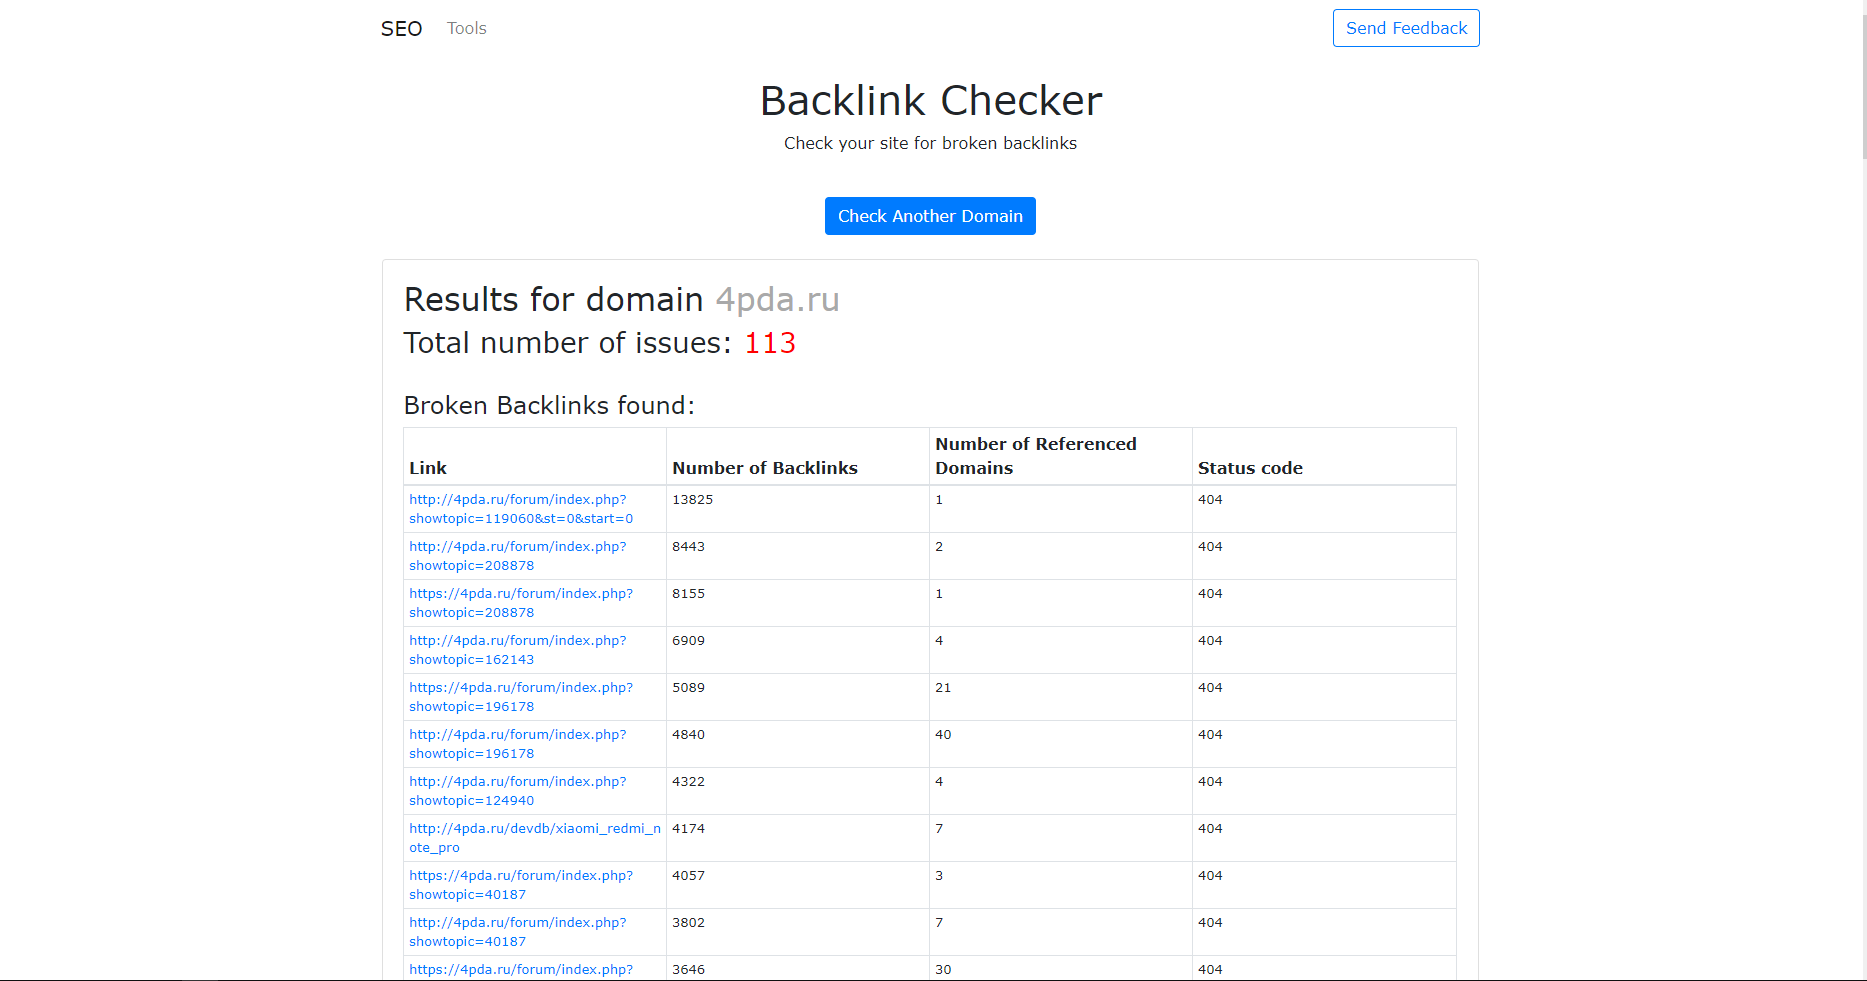 SEO Tools Send Feedback
Backlink Checker
Check your site for broken backlinks
Check Another Domain
Results for domain 4pda.ru
Total number of issues: 113
Broken Backlinks found:
Link Number of Backlinks Number of Referenced Domains Status code
http://4pda.ru/forum/index.php?
showtopic=119060&st=0&start=0 13825 1 404
http://4pda.ru/forum/index.php?
showtopic=208878 8443 2 404
https://4pda.ru/forum/index.php?
showtopic=208878 8155 1 404
http://4pda.ru/forum/index.php?
showtopic=162143 6909 4 404
https://4pda.ru/forum/index.php?
showtopic=196178 5089 21 404
http://4pda.ru/forum/index.php?
showtopic=196178 4840 40 404
http://4pda.ru/forum/index.php?
showtopic=124940 4322 4 404
http://4pda.ru/devdb/xiaomi_redmi_n
ote_pro 4174 7 404
https://4pda.ru/forum/index.php?
showtopic=40187 4057 3 404
http://4pda.ru/forum/index.php?
showtopic=40187 3802 7 404
https://4pda.ru/forum/index.php? 3646 30 404